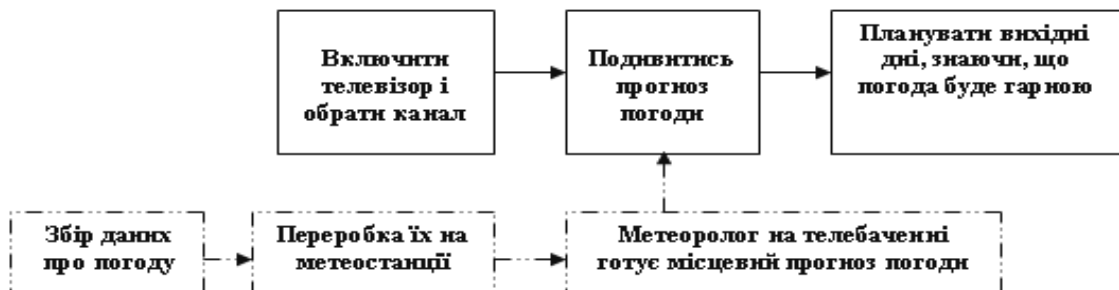 Включити
телевізор і
обрати канал
Подивитись
прогноз
погоди
Планувати вихідні
дні, знаючи, що
погода буде гарною
Збір даних
про погоду
Переробка їх на
метеостанції
Метеоролог на телебаченні
готує місцевий прогноз погоди